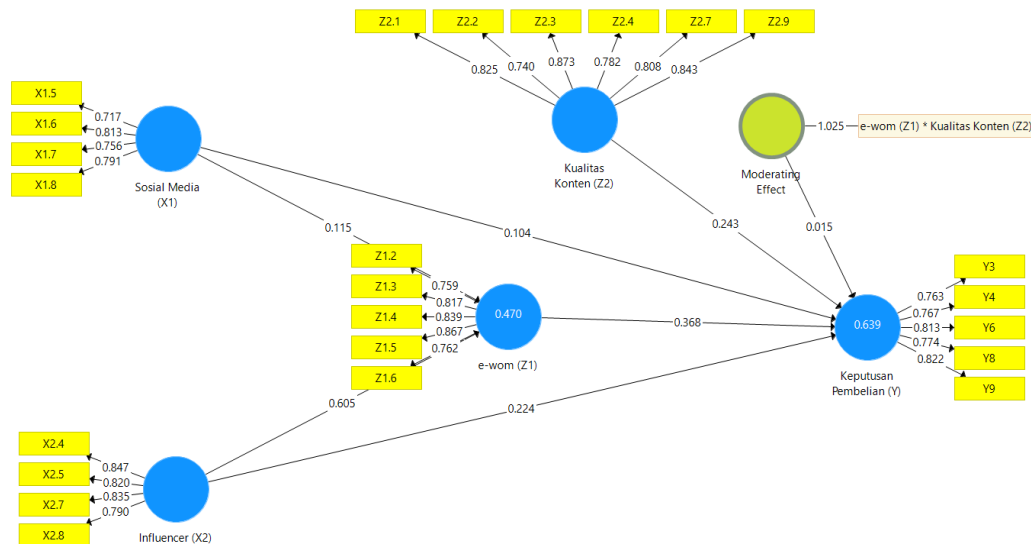 Z2.1
Z2.2
Z2.3
Z2.4
Z2.7
Z2.9
0.825
0.740
0.873
0.782
0.808
0.843
X1.5
X1.6
X1.7
X1.8
0.717
0.813
0.756
0.791
Sosial Media
(X1)
Kualitas
Konten (Z2)
1.025
e-wom (Z1) * Kualitas Konten (Z2)
Moderating
Effect
0.115
0.104
0.243
0.015
Z1.2
Z1.3
Z1.4
Z1.5
Z1.6
0.759
0.817
0.839
0.867
0.762
0.470
e-wom (Z1)
0.368
0.639
Keputusan
Pembelian (Y)
0.763
0.767
0.813
0.774
0.822
Y3
Y4
Y6
Y8
Y9
0.605
0.224
X2.4
X2.5
X2.7
X2.8
0.847
0.820
0.835
0.790
Influencer (X2)